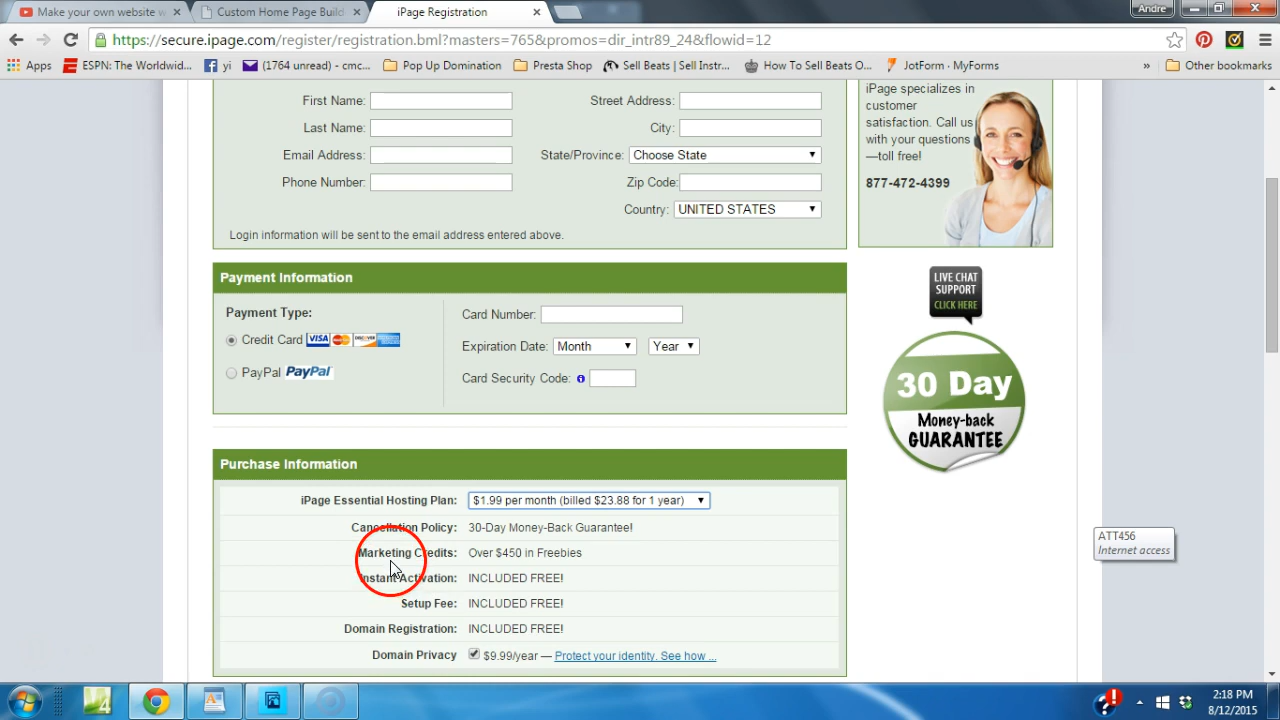 Make your own website w
Custom Home Page Build
iPage Registration
Andre
https://secure.ipage.com/register/registration.bml?masters=765&promos=dir_intr89_24&flowid=12
Apps
ESPN: The Worldwid...
yi
(1764 unread) - cmc...
Pop Up Domination
Presta Shop
Sell Beats | Sell Instr...
How To Sell Beats O...
JotForm · MyForms
»
Other bookmarks
First Name:
Street Address:
Last Name:
City:
Email Address:
State/Province: Choose State
Phone Number:
Zip Code:
Country: UNITED STATES
Login information will be sent to the email address entered above.
iPage specializes in
customer
satisfaction. Call us
with your questions
—toll free!
877-472-4399
Payment Information
Payment Type:
Credit Card VISA
PayPal PayPal
Card Number:
Expiration Date: Month Year
Card Security Code:
LIVE CHAT
SUPPORT
CLICK HERE
30 Day
Money-back
GUARANTEE
Purchase Information
iPage Essential Hosting Plan: $1.99 per month (billed $23.88 for 1 year)
Cancellation Policy: 30-Day Money-Back Guarantee!
Marketing Credits: Over $450 in Freebies
Instant Activation: INCLUDED FREE!
Setup Fee: INCLUDED FREE!
Domain Registration: INCLUDED FREE!
Domain Privacy $9.99/year — Protect your identity. See how ...
ATT456
Internet access
2:18 PM
8/12/2015